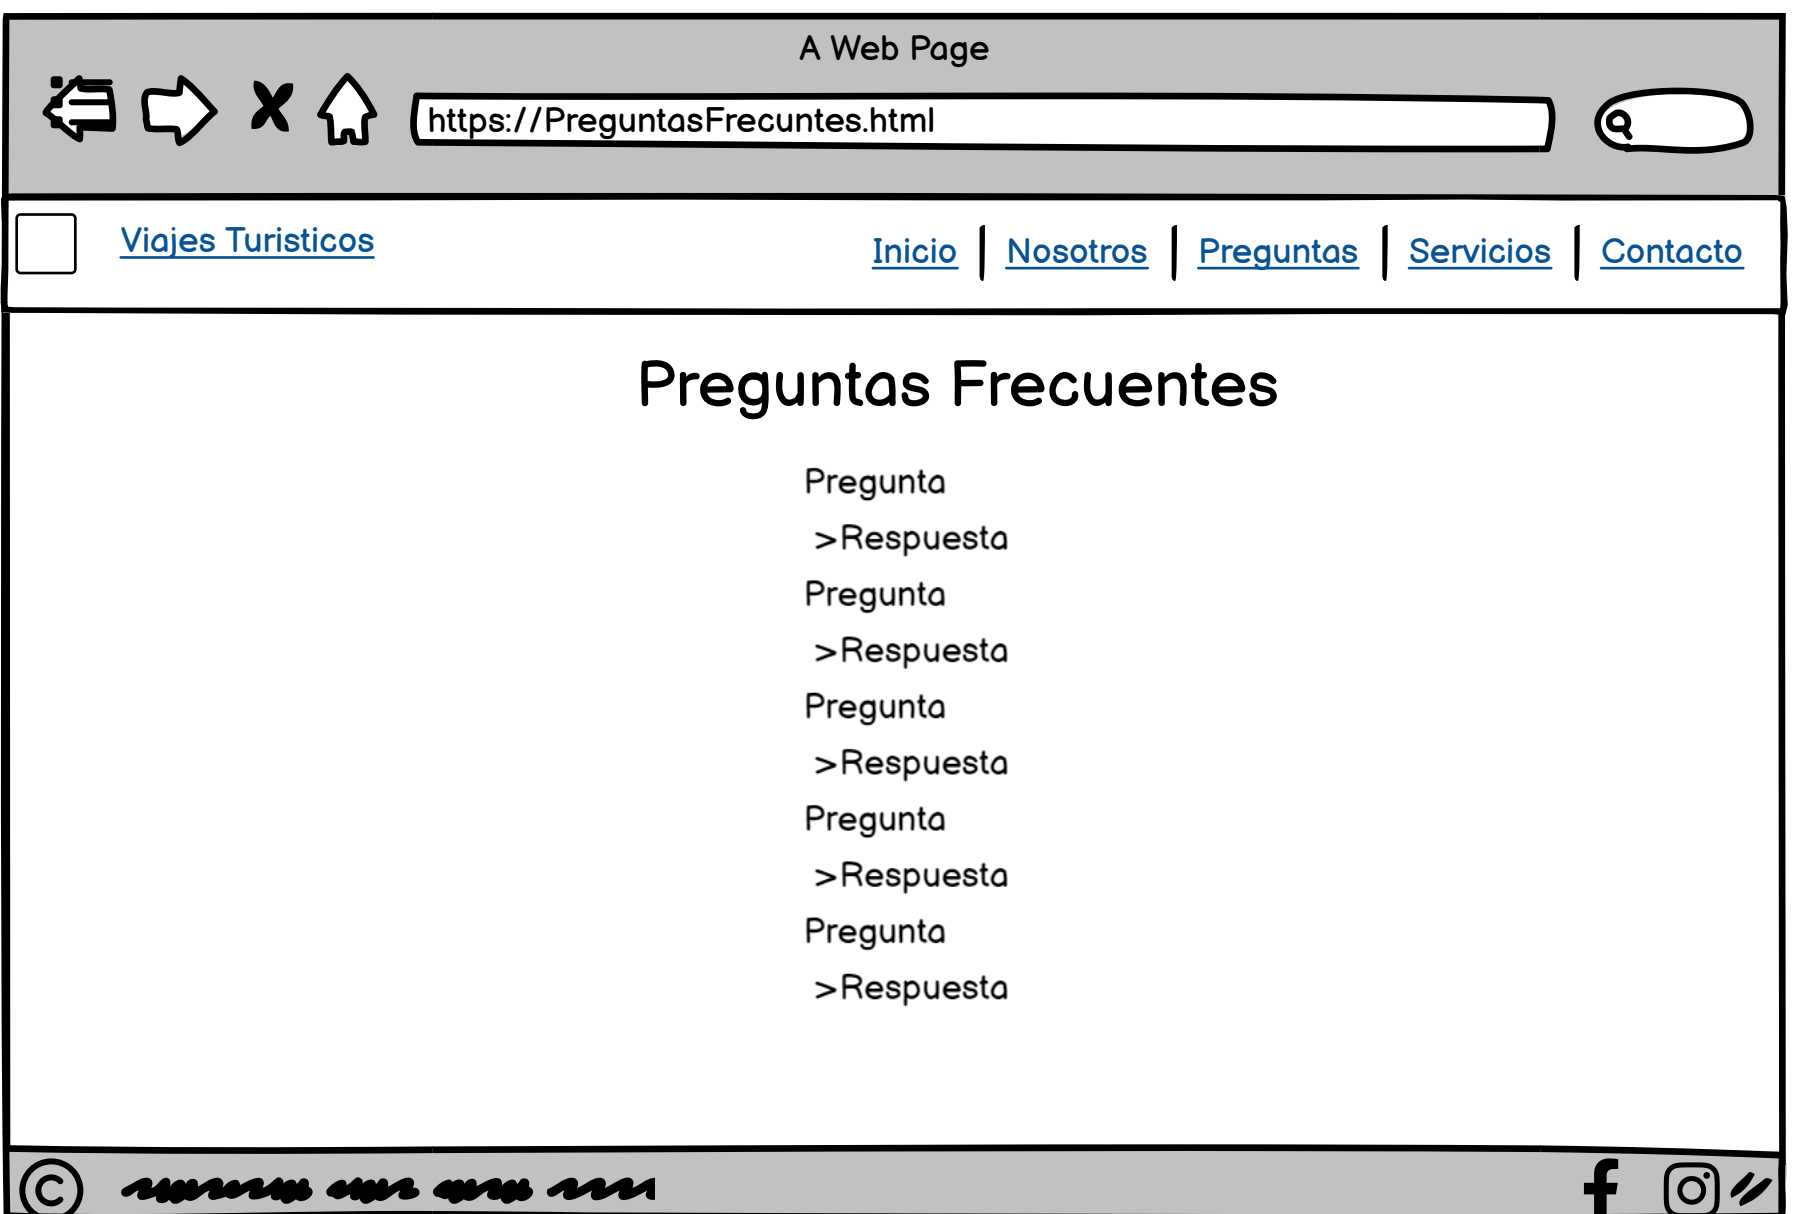 A Web Page
https://PreguntasFrecuntes.html
Viajes Turisticos
Inicio | Nosotros | Preguntas | Servicios | Contacto
Preguntas Frecuentes
Pregunta
>Respuesta
Pregunta
>Respuesta
Pregunta
>Respuesta
Pregunta
>Respuesta
Pregunta
>Respuesta
©